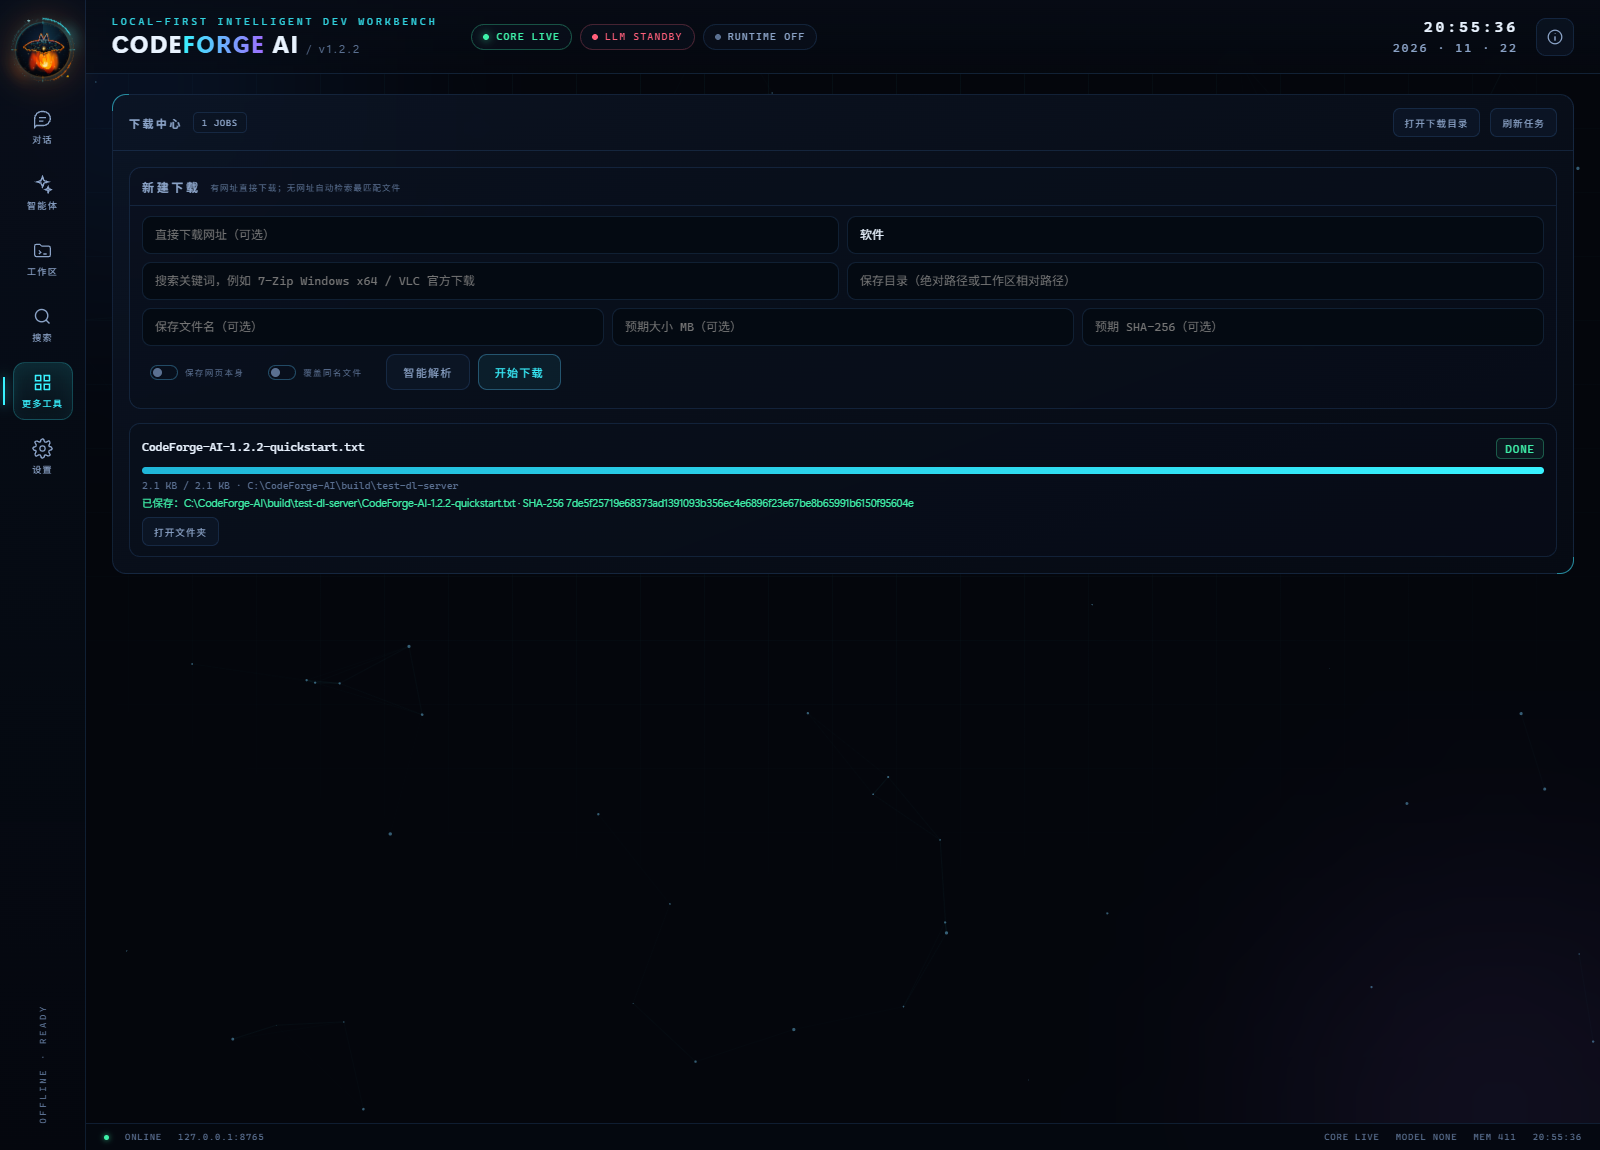 LOCAL-FIRST INTELLIGENT DEV WORKBENCH
CODEFORGE AI / v1.2.2
CORE LIVE
LLM STANDBY
RUNTIME OFF
20:55:36
2026 · 11 · 22
对话
智能体
工作区
搜索
更多工具
设置
OFFLINE · READY
下载中心
1 JOBS
打开下载目录
刷新任务
新建下载
有网址直接下载；无网址自动检索最匹配文件
直接下载网址（可选）
软件
搜索关键词，例如 7-Zip Windows x64 / VLC 官方下载
保存目录（绝对路径或工作区相对路径）
保存文件名（可选）
预期大小 MB（可选）
预期 SHA-256（可选）
保存网页本身
覆盖同名文件
智能解析
开始下载
CodeForge-AI-1.2.2-quickstart.txt
DONE
2.1 KB / 2.1 KB · C:\CodeForge-AI\build\test-dl-server
已保存：C:\CodeForge-AI\build\test-dl-server\CodeForge-AI-1.2.2-quickstart.txt · SHA-256 7de5f25719e68373ad1391093b356ec4e6896f23e67be8b65991b6150f95604e
打开文件夹
ONLINE 127.0.0.1:8765
CORE LIVE MODEL NONE MEM 411 20:55:36